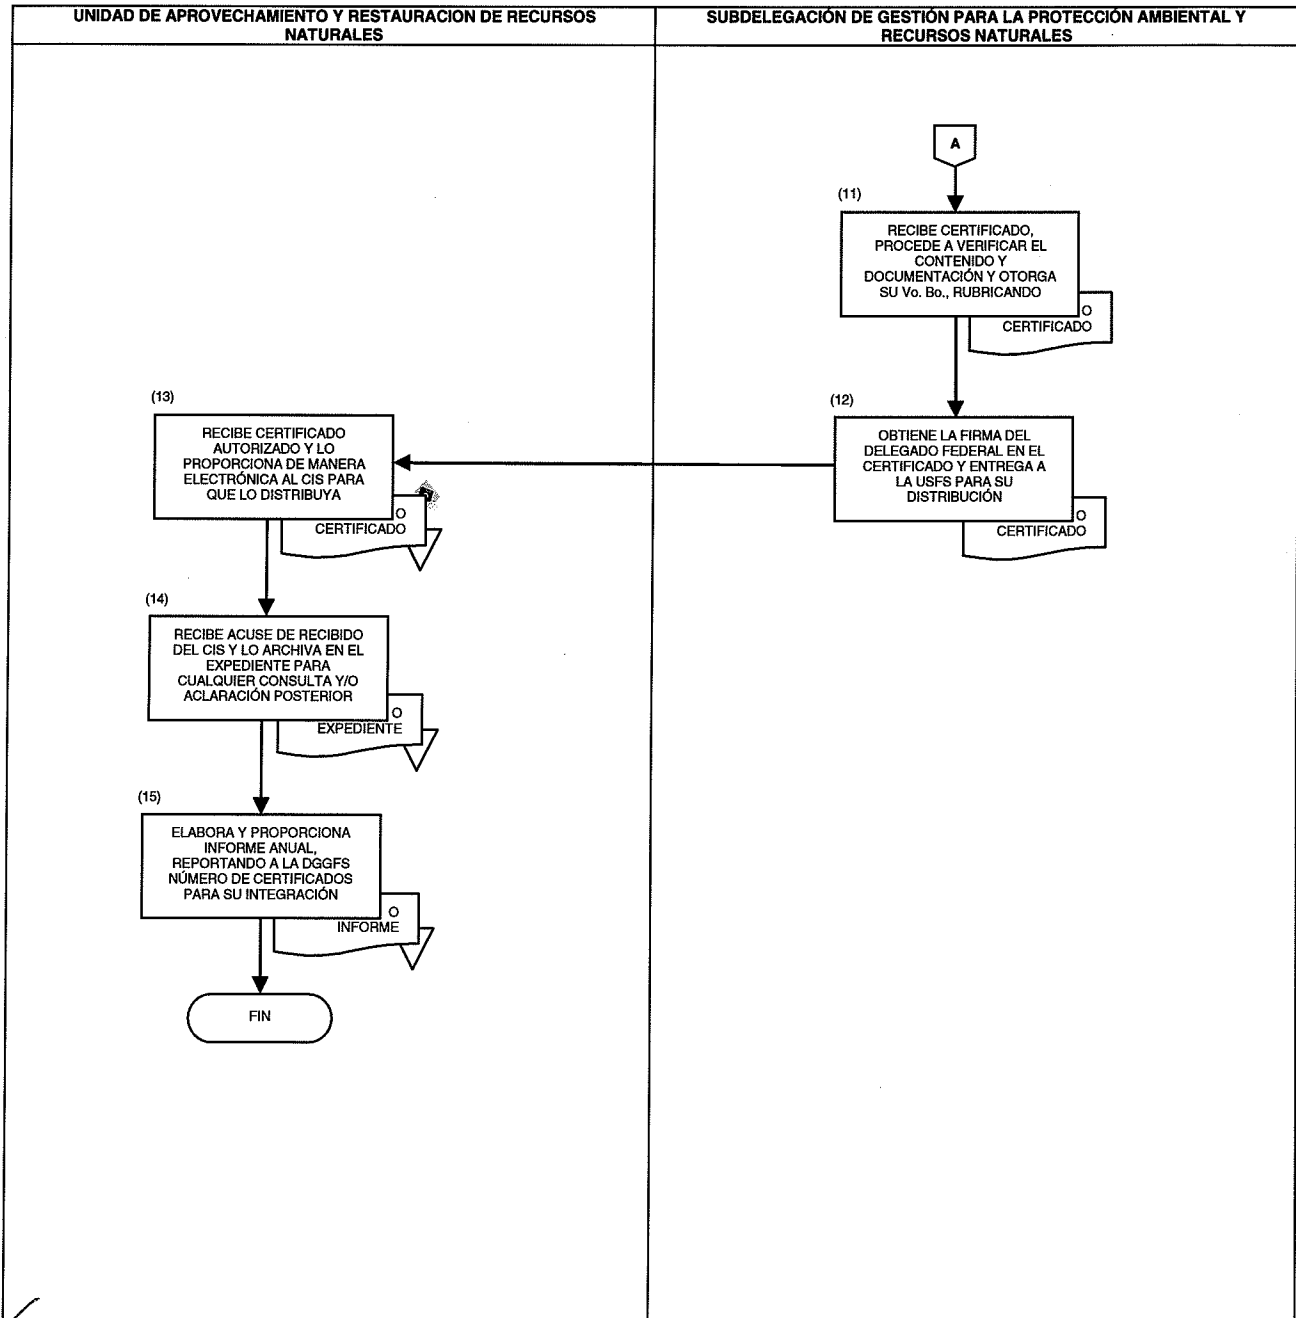 UNIDAD DE APROVECHAMIENTO Y RESTAURACION DE RECURSOS
NATURALES
SUBDELEGACIÓN DE GESTIÓN PARA LA PROTECCIÓN AMBIENTAL Y
RECURSOS NATURALES
A
(11)
RECIBE CERTIFICADO,
PROCEDE A VERIFICAR EL
CONTENIDO Y
DOCUMENTACIÓN Y OTORGA
SU Vo. Bo., RUBRICANDO
O
CERTIFICADO
(12)
OBTIENE LA FIRMA DEL
DELEGADO FEDERAL EN EL
CERTIFICADO Y ENTREGA A
LA USFS PARA SU
DISTRIBUCIÓN
O
CERTIFICADO
(13)
RECIBE CERTIFICADO
AUTORIZADO Y LO
PROPORCIONA DE MANERA
ELECTRÓNICA AL CIS PARA
QUE LO DISTRIBUYA
O
CERTIFICADO
(14)
RECIBE ACUSE DE RECIBIDO
DEL CIS Y LO ARCHIVA EN EL
EXPEDIENTE PARA
CUALQUIER CONSULTA Y/O
ACLARACIÓN POSTERIOR
O
EXPEDIENTE
(15)
ELABORA Y PROPORCIONA
INFORME ANUAL,
REPORTANDO A LA DGGFS
NÚMERO DE CERTIFICADOS
PARA SU INTEGRACIÓN
O
INFORME
FIN